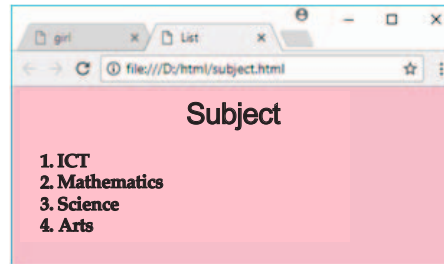 girl
List
file:///D:/html/subject.html
Subject
1. ICT
2. Mathematics
3. Science
4. Arts